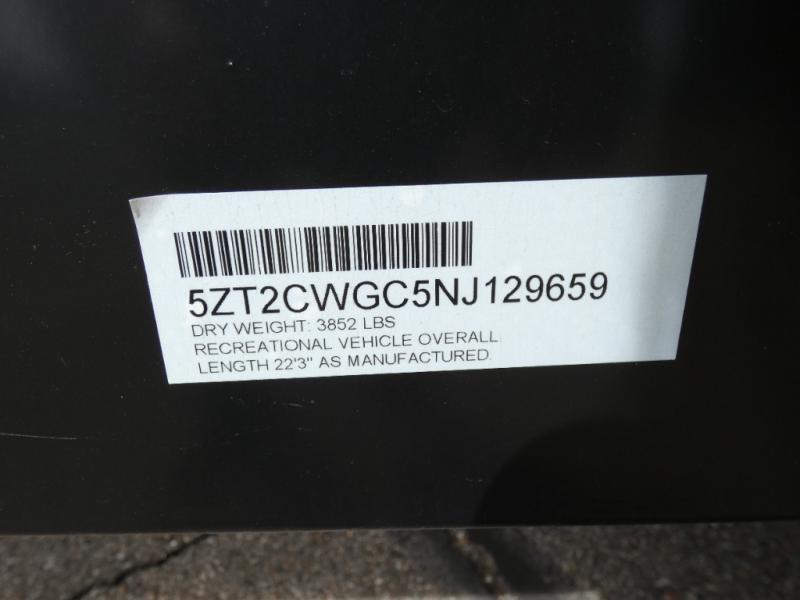 5ZT2CWGC5NJ129659
DRY WEIGHT: 3852 LBS
RECREATIONAL VEHICLE OVERALL
LENGTH 22'3" AS MANUFACTURED.